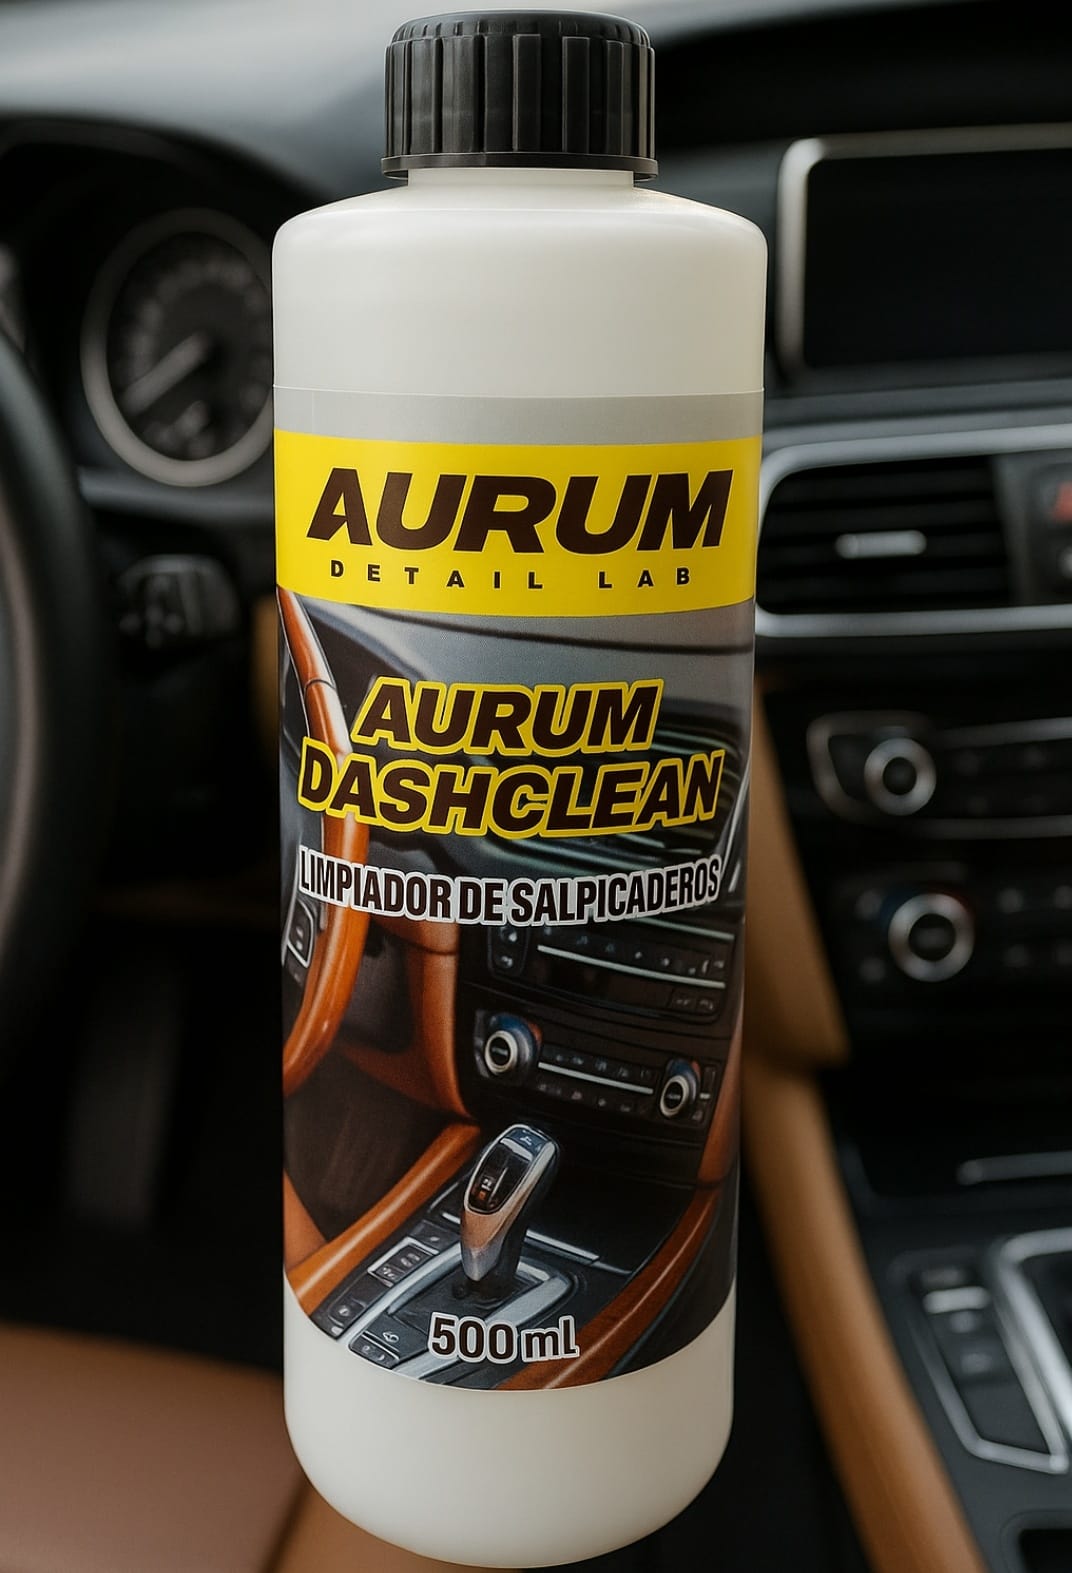 AURUM
DETAIL LAB
AURUM
DASHCLEAN
LIMPIADOR DE SALPICADEROS
500 mL